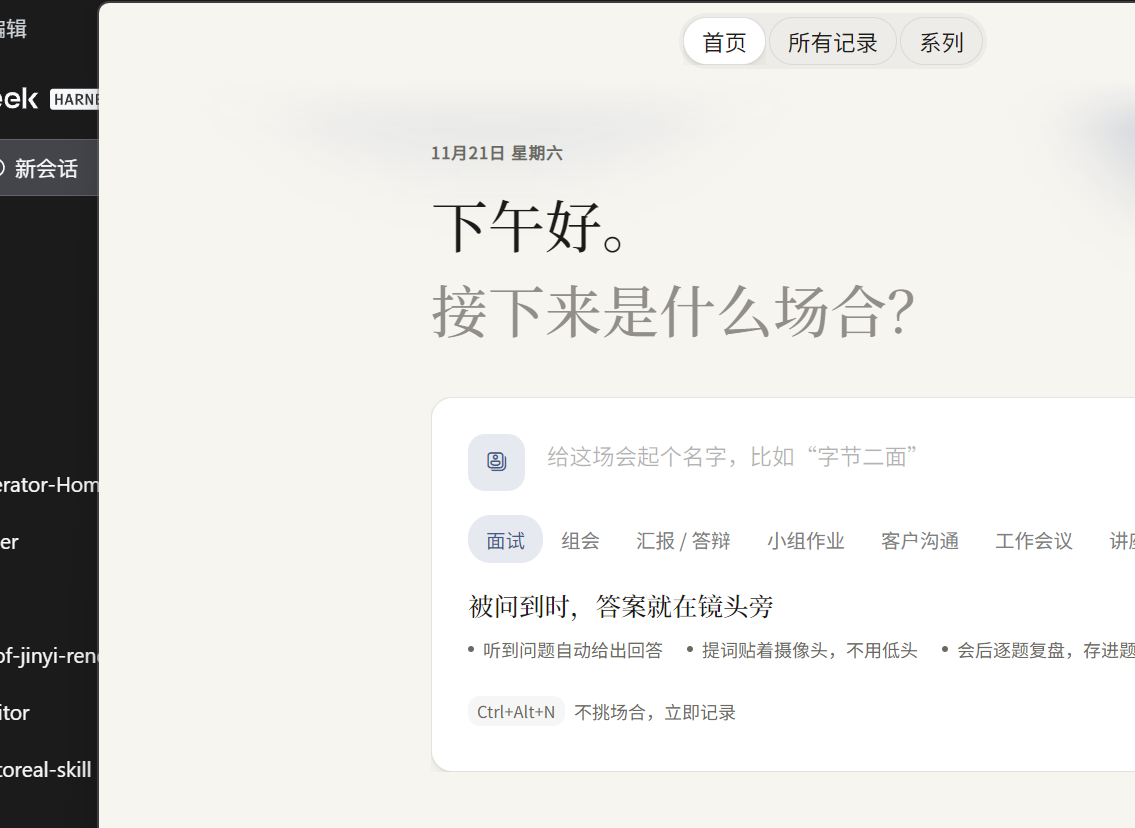 编辑
eek HARNE
新会话
erator-Hom
er
of-jinyi-rend
itor
toreal-skill
首页 所有记录 系列
11月21日 星期六
下午好。
接下来是什么场合？
给这场会起个名字，比如“字节二面”
面试 组会 汇报 / 答辩 小组作业 客户沟通 工作会议 讲座
被问到时，答案就在镜头旁
• 听到问题自动给出回答 • 提词贴着摄像头，不用低头 • 会后逐题复盘，存进题
Ctrl+Alt+N 不挑场合，立即记录